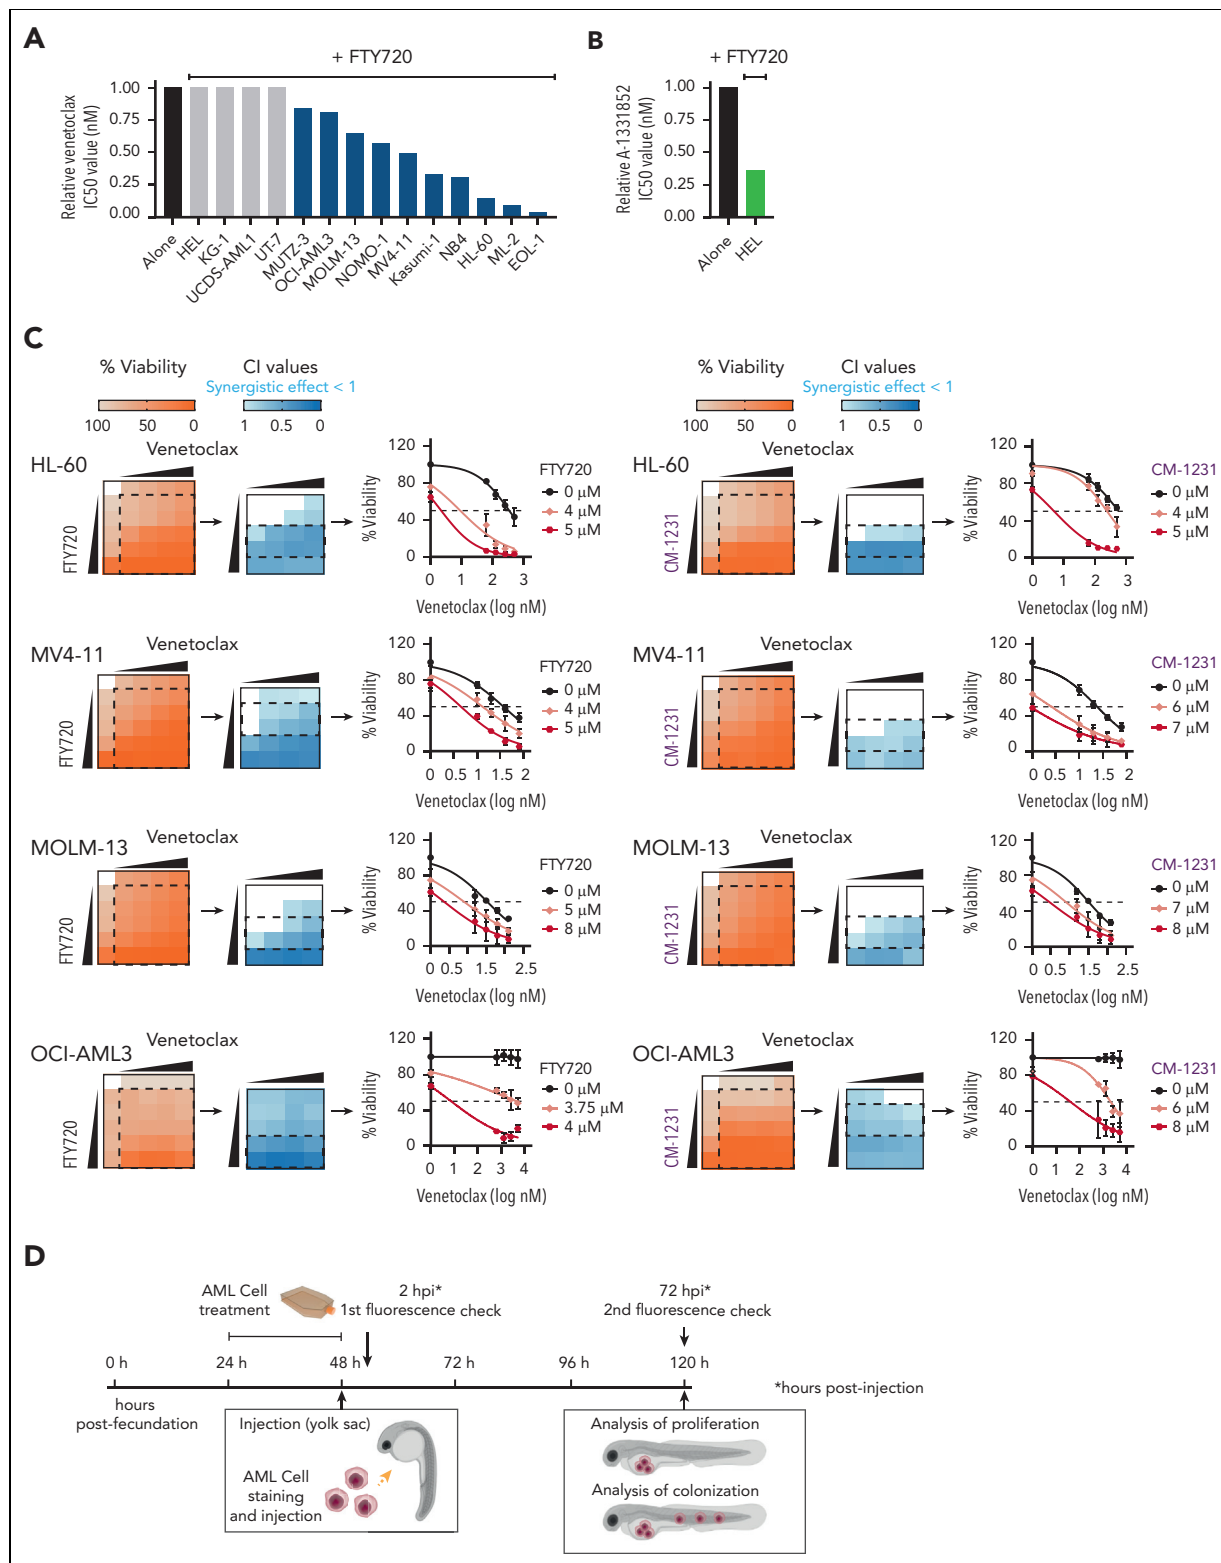 A
+ FTY720
Relative venetoclax
IC50 value (nM)
1.00
0.75
0.50
0.25
0.00
Alone
HEL
KG-1
UCDS-AML1
UT-7
MUTZ-3
OCI-AML3
MOLM-13
NOMO-1
MV4-11
Kasumi-1
NB4
HL-60
ML-2
EOL-1
B
+ FTY720
Relative A-1331852
IC50 value (nM)
1.00
0.75
0.50
0.25
0.00
Alone
HEL
C
% Viability
100 50 0
CI values
Synergistic effect < 1
1 0.5 0
% Viability
100 50 0
CI values
Synergistic effect < 1
1 0.5 0
HL-60
Venetoclax
FTY720
% Viability
120
80
40
0
0 1 2 3
Venetoclax (log nM)
FTY720
0 µM
4 µM
5 µM
HL-60
Venetoclax
CM-1231
% Viability
120
80
40
0
0 1 2 3
Venetoclax (log nM)
CM-1231
0 µM
4 µM
5 µM
MV4-11
Venetoclax
FTY720
% Viability
120
80
40
0
0 0.5 1 1.5 2
Venetoclax (log nM)
FTY720
0 µM
4 µM
5 µM
MV4-11
Venetoclax
CM-1231
% Viability
120
80
40
0
0 0.5 1 1.5 2
Venetoclax (log nM)
CM-1231
0 µM
6 µM
7 µM
MOLM-13
Venetoclax
FTY720
% Viability
120
80
40
0
0 0.5 1.5 2.5
Venetoclax (log nM)
FTY720
0 µM
5 µM
8 µM
MOLM-13
Venetoclax
CM-1231
% Viability
120
80
40
0
0 0.5 1.5 2.5
Venetoclax (log nM)
CM-1231
0 µM
7 µM
8 µM
OCI-AML3
Venetoclax
FTY720
% Viability
120
80
40
0
0 1 2 3 4
Venetoclax (log nM)
FTY720
0 µM
3.75 µM
4 µM
OCI-AML3
Venetoclax
CM-1231
% Viability
120
80
40
0
0 1 2 3 4
Venetoclax (log nM)
CM-1231
0 µM
6 µM
8 µM
D
AML Cell
treatment
2 hpi*
1st fluorescence check
72 hpi*
2nd fluorescence check
0 h 24 h 48 h 72 h 96 h 120 h
*hours post-injection
hours
post-fecundation
Injection (yolk sac)
AML Cell
staining
and injection
Analysis of proliferation
Analysis of colonization